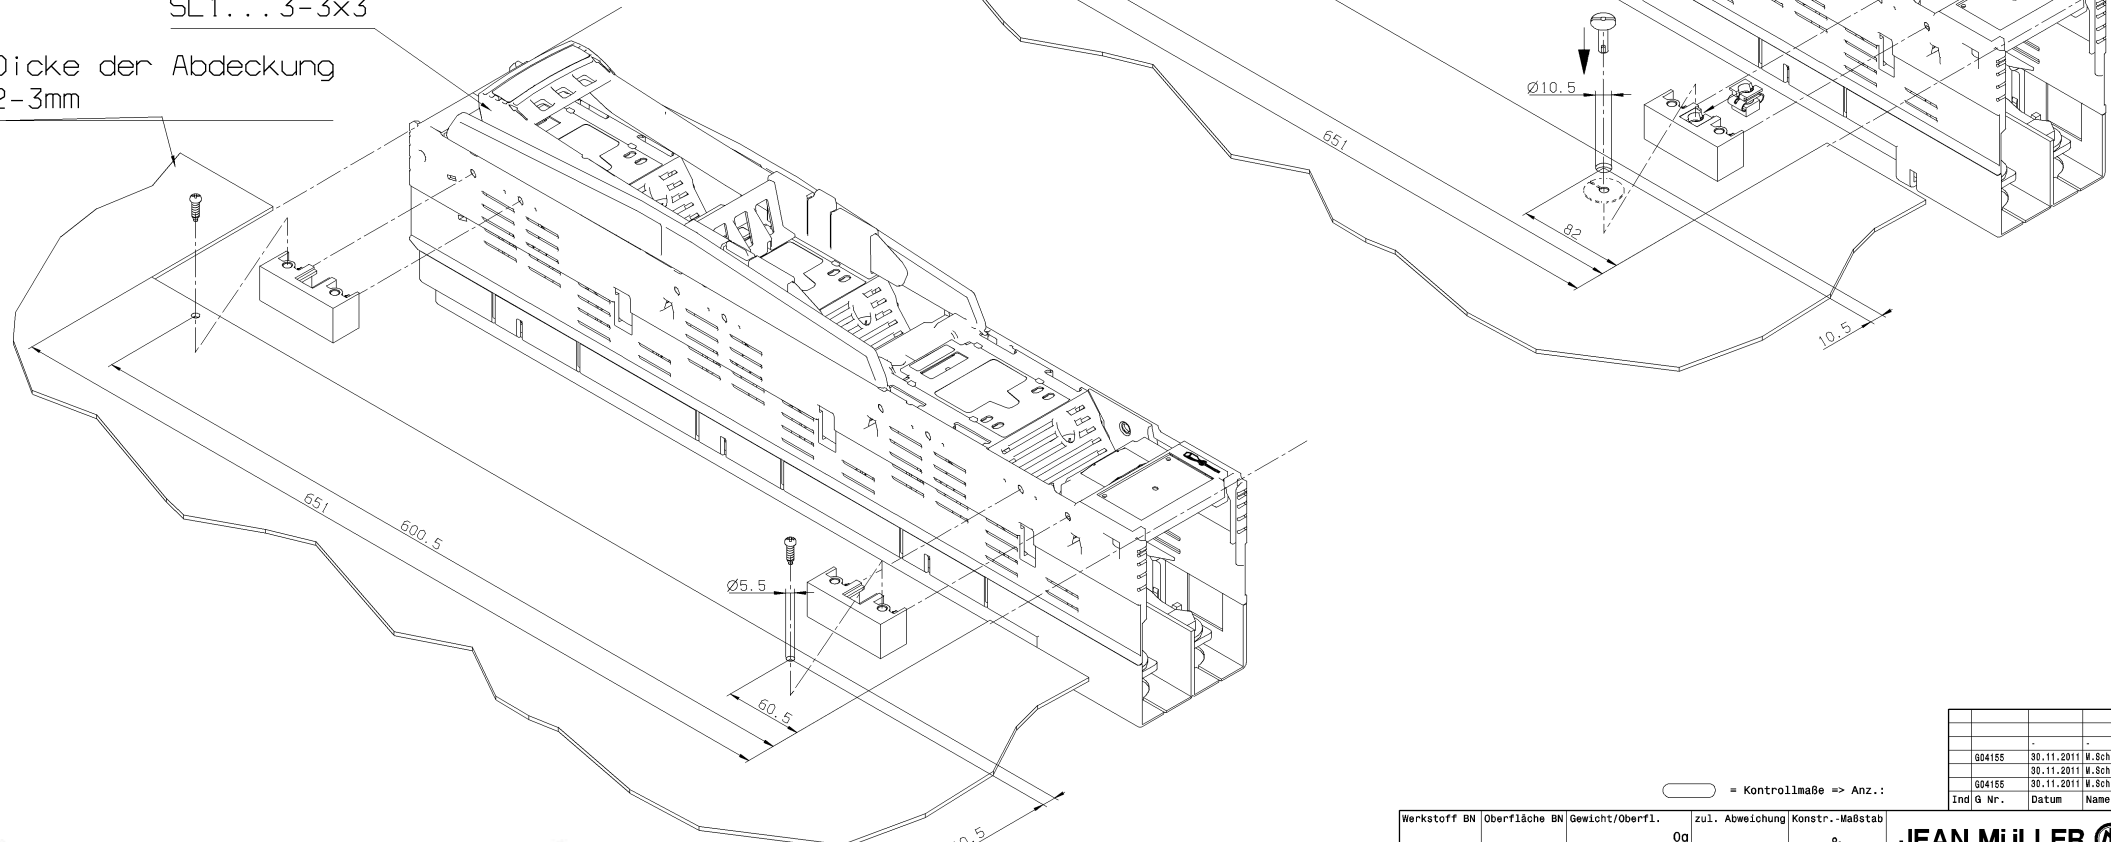 SL1...3-3x3
Dicke der Abdeckung
2-3mm
Ø10.5
651
82
10.5
651
600.5
Ø5.5
60.5
= Kontrollmaße => Anz.:
- -
G04155 30.11.2011 M.Sch
30.11.2011 M.Sch
G04155 30.11.2011 M.Sch
Ind G Nr. Datum Name
Werkstoff BN Oberfläche BN Gewicht/Oberfl. zul. Abweichung Konstr.-Maßstab
0g
JEAN MÜLLER